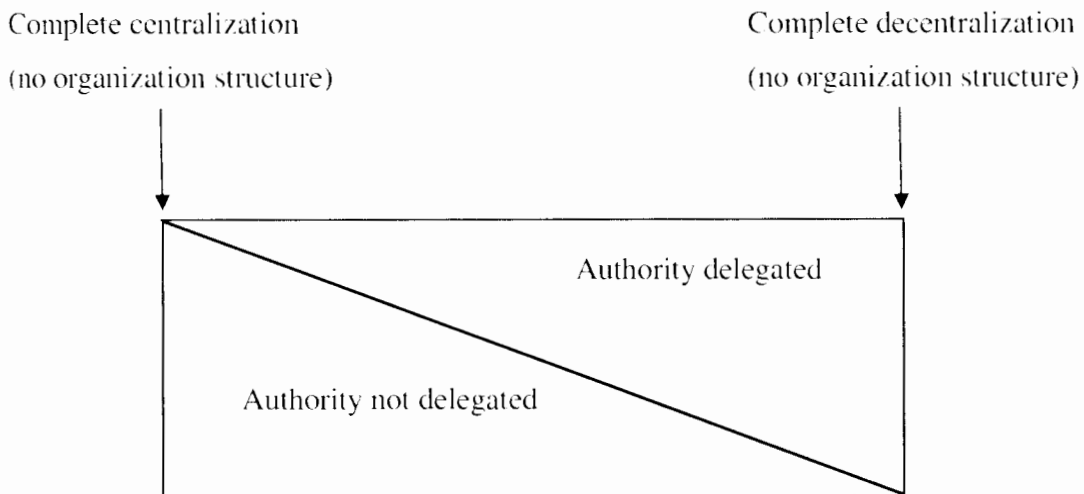 Complete centralization
(no organization structure)
Complete decentralization
(no organization structure)
Authority delegated
Authority not delegated